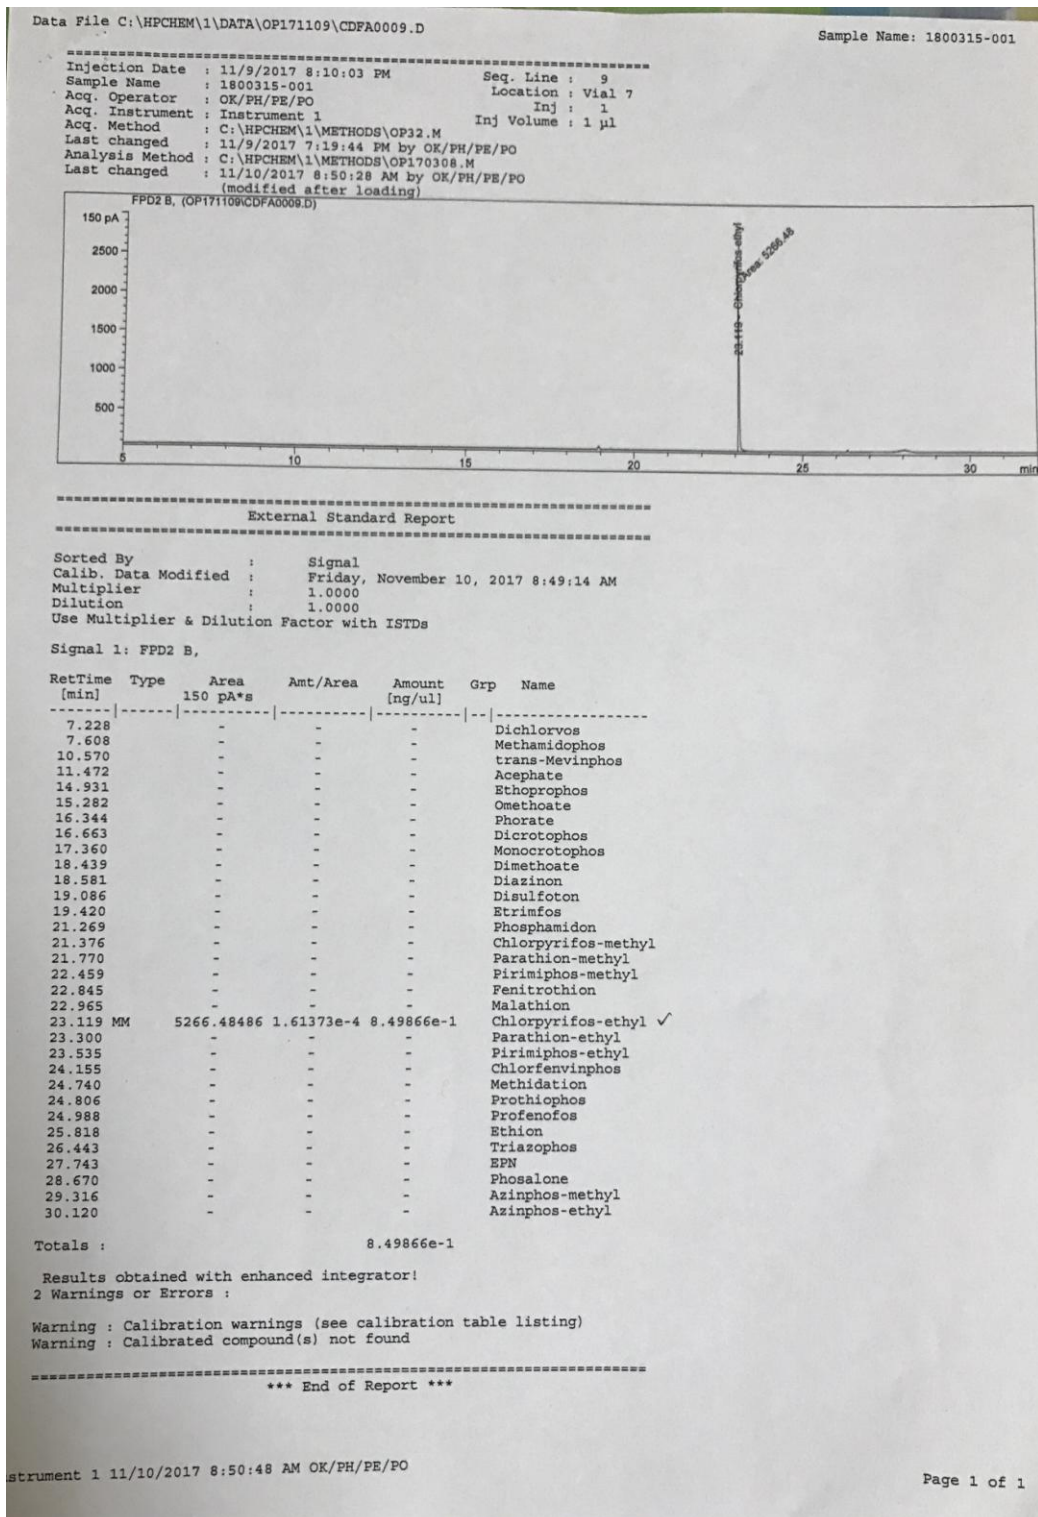 Data File C:\HPCHEM\1\DATA\OP171109\CDFA0009.D
Sample Name: 1800315-001
=====================================================================
Injection Date : 11/9/2017 8:10:03 PM Seq. Line : 9
Sample Name : 1800315-001 Location : Vial 7
Acq. Operator : OK/PH/PE/PO Inj : 1
Acq. Instrument : Instrument 1 Inj Volume : 1 µl
Acq. Method : C:\HPCHEM\1\METHODS\OP32.M
Last changed : 11/9/2017 7:19:44 PM by OK/PH/PE/PO
Analysis Method : C:\HPCHEM\1\METHODS\OP170308.M
Last changed : 11/10/2017 8:50:28 AM by OK/PH/PE/PO
(modified after loading)
FPD2 B, (OP171109\CDFA0009.D)
150 pA
2500
2000
1500
1000
500
23.119 - Chlorpyrifos-ethyl
Area: 5266.48
5 10 15 20 25 30 min
=====================================================================
External Standard Report
=====================================================================
Sorted By : Signal
Calib. Data Modified : Friday, November 10, 2017 8:49:14 AM
Multiplier : 1.0000
Dilution : 1.0000
Use Multiplier & Dilution Factor with ISTDs
Signal 1: FPD2 B,
RetTime Type Area Amt/Area Amount Grp Name
[min] 150 pA*s [ng/ul]
-------|------|----------|----------|----------|--|------------------
7.228 - - - Dichlorvos
7.608 - - - Methamidophos
10.570 - - - trans-Mevinphos
11.472 - - - Acephate
14.931 - - - Ethoprophos
15.282 - - - Omethoate
16.344 - - - Phorate
16.663 - - - Dicrotophos
17.360 - - - Monocrotophos
18.439 - - - Dimethoate
18.581 - - - Diazinon
19.086 - - - Disulfoton
19.420 - - - Etrimfos
21.269 - - - Phosphamidon
21.376 - - - Chlorpyrifos-methyl
21.770 - - - Parathion-methyl
22.459 - - - Pirimiphos-methyl
22.845 - - - Fenitrothion
22.965 - - - Malathion
23.119 MM 5266.48486 1.61373e-4 8.49866e-1 Chlorpyrifos-ethyl ✓
23.300 - - - Parathion-ethyl
23.535 - - - Pirimiphos-ethyl
24.155 - - - Chlorfenvinphos
24.740 - - - Methidation
24.806 - - - Prothiophos
24.988 - - - Profenofos
25.818 - - - Ethion
26.443 - - - Triazophos
27.743 - - - EPN
28.670 - - - Phosalone
29.316 - - - Azinphos-methyl
30.120 - - - Azinphos-ethyl
Totals : 8.49866e-1
Results obtained with enhanced integrator!
2 Warnings or Errors :
Warning : Calibration warnings (see calibration table listing)
Warning : Calibrated compound(s) not found
=====================================================================
*** End of Report ***
strument 1 11/10/2017 8:50:48 AM OK/PH/PE/PO
Page 1 of 1